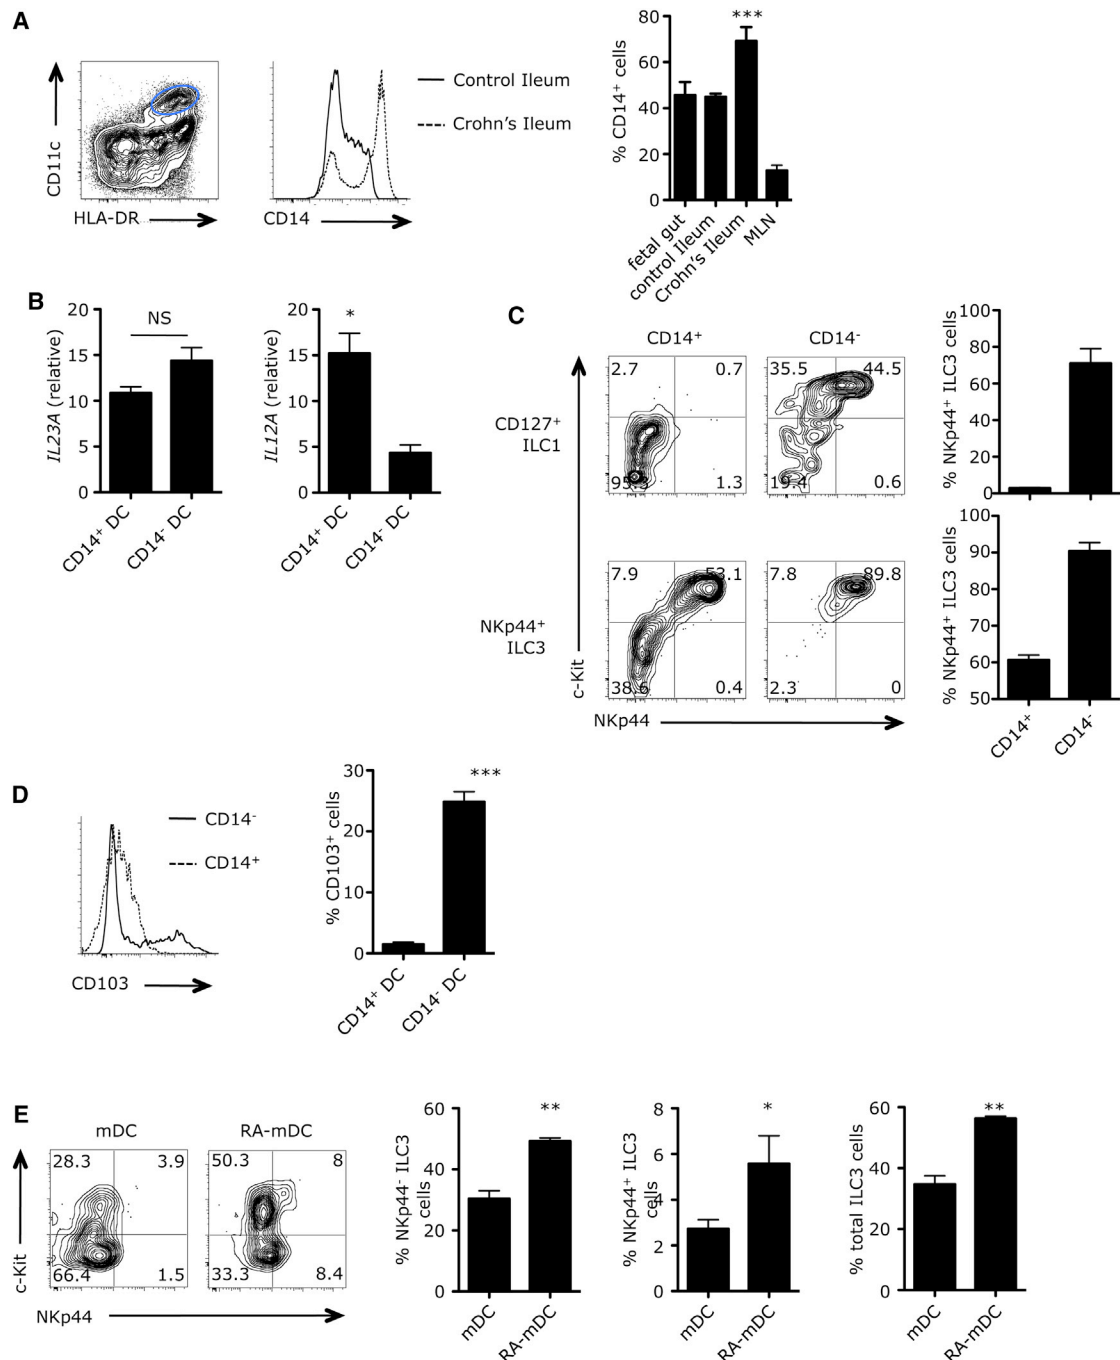 A
CD11c
HLA-DR
CD14
Control Ileum
Crohn's Ileum
% CD14+ cells
80
60
40
20
0
***
fetal gut
control Ileum
Crohn's Ileum
MLN
B
IL23A (relative)
20
15
10
5
0
NS
CD14+ DC
CD14- DC
IL12A (relative)
20
15
10
5
0
*
CD14+ DC
CD14- DC
C
CD14+
CD14-
CD127+
ILC1
2.7
0.7
1.3
35.5
44.5
19.4
0.6
% NKp44+ ILC3 cells
100
80
60
40
20
0
NKp44+
ILC3
7.9
53.1
38.6
0.4
7.8
89.8
2.3
0
c-Kit
NKp44
% NKp44+ ILC3 cells
100
90
80
70
60
50
CD14+
CD14-
D
CD14-
CD14+
CD103
% CD103+ cells
30
20
10
0
***
CD14+ DC
CD14- DC
E
mDC
RA-mDC
28.3
3.9
66.4
1.5
50.3
8
33.3
8.4
c-Kit
NKp44
% NKp44- ILC3
cells
60
40
20
0
**
mDC
RA-mDC
% NKp44+ ILC3
cells
8
6
4
2
0
*
mDC
RA-mDC
% total ILC3 cells
60
40
20
0
**
mDC
RA-mDC